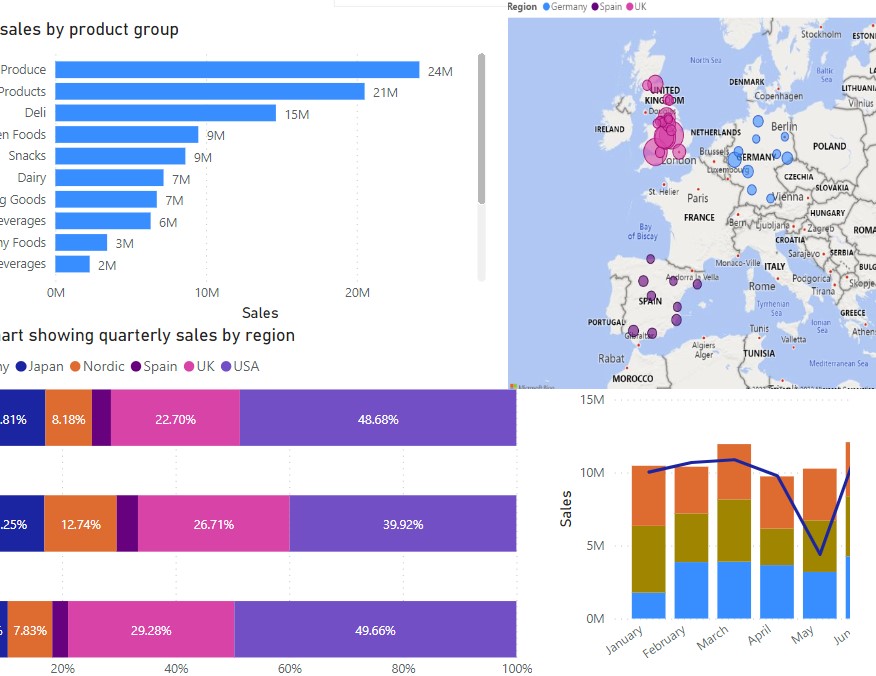 sales by product group
Produce
24M
Products
21M
Deli
15M
en Foods
9M
Snacks
9M
Dairy
7M
g Goods
7M
everages
6M
y Foods
3M
everages
2M
0M 10M 20M
Sales
art showing quarterly sales by region
ny Japan Nordic Spain UK USA
.81% 8.18% 22.70% 48.68%
.25% 12.74% 26.71% 39.92%
% 7.83% 29.28% 49.66%
20% 40% 60% 80% 100%
Region Germany Spain UK
Stockholm
ESTON
North Sea
Baltic Sea
LA
DENMARK
LITHUANIA
Copenhagen
Vilnius
UNITED KINGDOM
IRELAND
NETHERLANDS
Berlin
POLAND
London
Brussels
GERMANY
Luxembourg
CZECHIA
SLOVAKIA
St. Helier
Paris
Vienna
HUNGARY
FRANCE
Bern
Ljubljana
Zagreb
ROMA
CROATIA
Bay of Biscay
Sarajevo
SERBIA
Monaco-Ville
ITALY
BULG
Andorra la Vella
Podgorica
Skopje
Rome
Tirana
SPAIN
Tyrrhenian Sea
GREECE
PORTUGAL
Ionian Sea
Athens
Gibraltar
Tunis
Valletta
Algiers
Alger
Rabat
TUNISIA
Mediterranean Sea
MOROCCO
15M
10M
5M
0M
Sales
January February March April May Jun